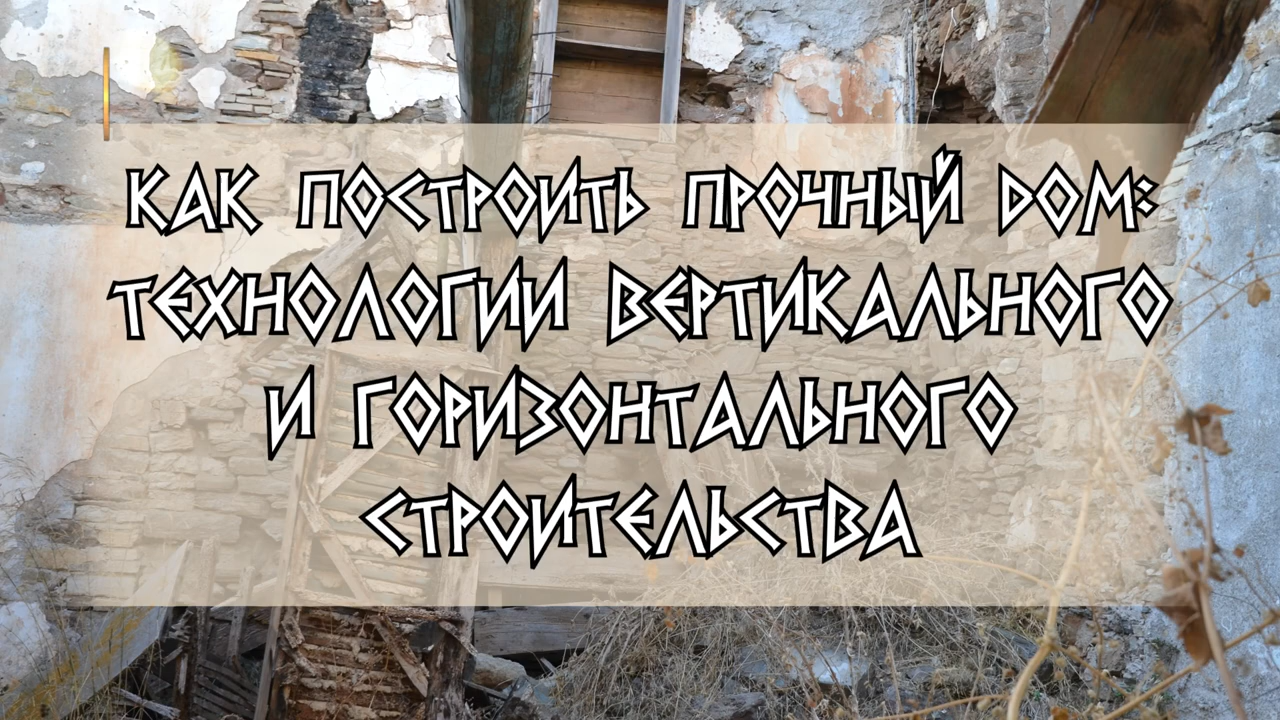 КАК ПОСТРОИТЬ ПРОЧНЫЙ ДОМ:
ТЕХНОЛОГИИ ВЕРТИКАЛЬНОГО
И ГОРИЗОНТАЛЬНОГО
СТРОИТЕЛЬСТВА